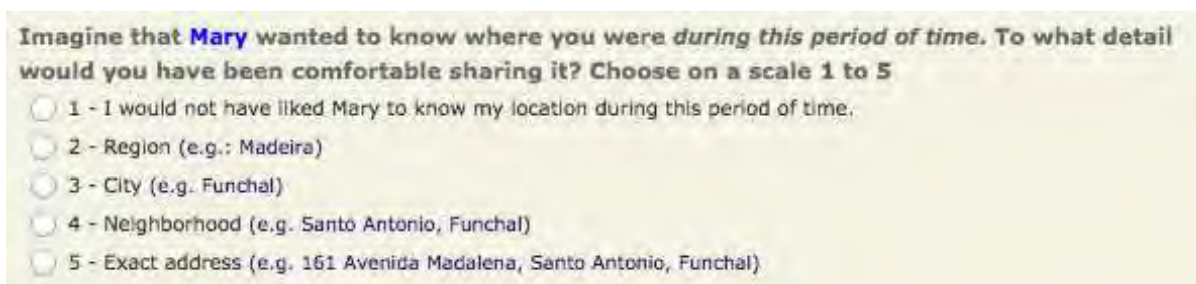 Imagine that Mary wanted to know where you were during this period of time. To what detail
would you have been comfortable sharing it? Choose on a scale 1 to 5
1 - I would not have liked Mary to know my location during this period of time.
2 - Region (e.g.: Madeira)
3 - City (e.g. Funchal)
4 - Neighborhood (e.g. Santo Antonio, Funchal)
5 - Exact address (e.g. 161 Avenida Madalena, Santo Antonio, Funchal)